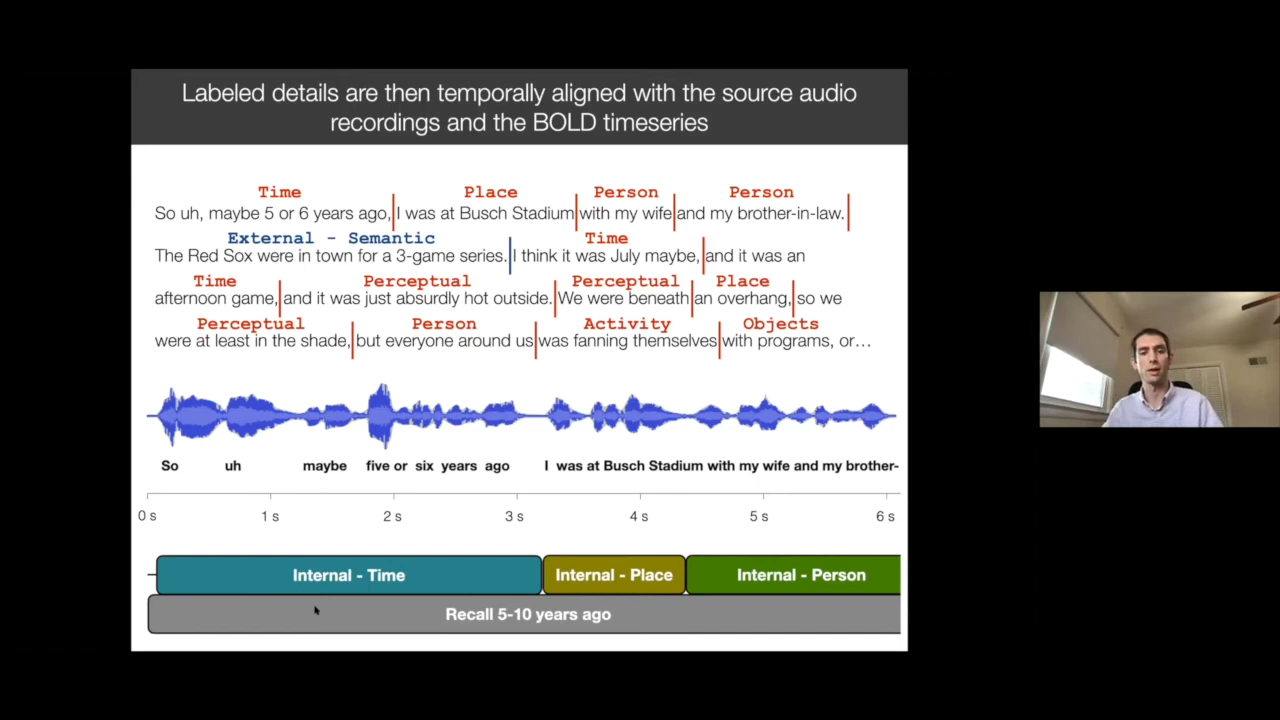 Labeled details are then temporally aligned with the source audio
recordings and the BOLD timeseries
Time Place Person Person
So uh, maybe 5 or 6 years ago, I was at Busch Stadium with my wife and my brother-in-law.
External - Semantic Time
The Red Sox were in town for a 3-game series. I think it was July maybe, and it was an
Time Perceptual Perceptual Place
afternoon game, and it was just absurdly hot outside. We were beneath an overhang, so we
Perceptual Person Activity Objects
were at least in the shade, but everyone around us was fanning themselves with programs, or…
So uh maybe five or six years ago I was at Busch Stadium with my wife and my brother-
0 s 1 s 2 s 3 s 4 s 5 s 6 s
Internal - Time Internal - Place Internal - Person
Recall 5-10 years ago